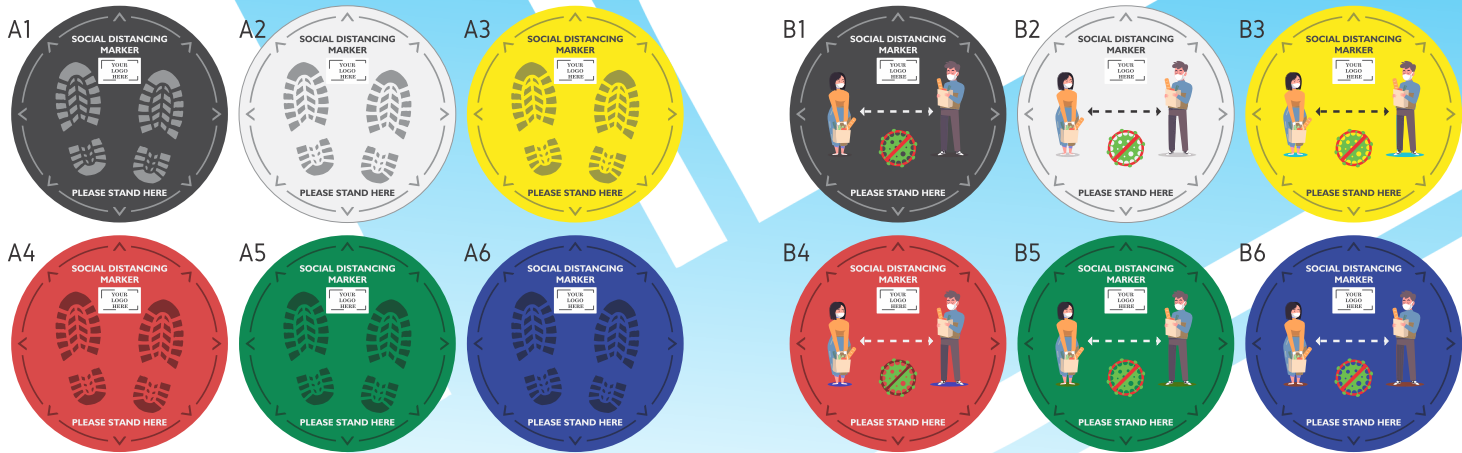 A1
SOCIAL DISTANCING
MARKER
YOUR
LOGO
HERE
PLEASE STAND HERE
A2
SOCIAL DISTANCING
MARKER
YOUR
LOGO
HERE
PLEASE STAND HERE
A3
SOCIAL DISTANCING
MARKER
YOUR
LOGO
HERE
PLEASE STAND HERE
B1
SOCIAL DISTANCING
MARKER
YOUR
LOGO
HERE
PLEASE STAND HERE
B2
SOCIAL DISTANCING
MARKER
YOUR
LOGO
HERE
PLEASE STAND HERE
B3
SOCIAL DISTANCING
MARKER
YOUR
LOGO
HERE
PLEASE STAND HERE
A4
SOCIAL DISTANCING
MARKER
YOUR
LOGO
HERE
PLEASE STAND HERE
A5
SOCIAL DISTANCING
MARKER
YOUR
LOGO
HERE
PLEASE STAND HERE
A6
SOCIAL DISTANCING
MARKER
YOUR
LOGO
HERE
PLEASE STAND HERE
B4
SOCIAL DISTANCING
MARKER
YOUR
LOGO
HERE
PLEASE STAND HERE
B5
SOCIAL DISTANCING
MARKER
YOUR
LOGO
HERE
PLEASE STAND HERE
B6
SOCIAL DISTANCING
MARKER
YOUR
LOGO
HERE
PLEASE STAND HERE